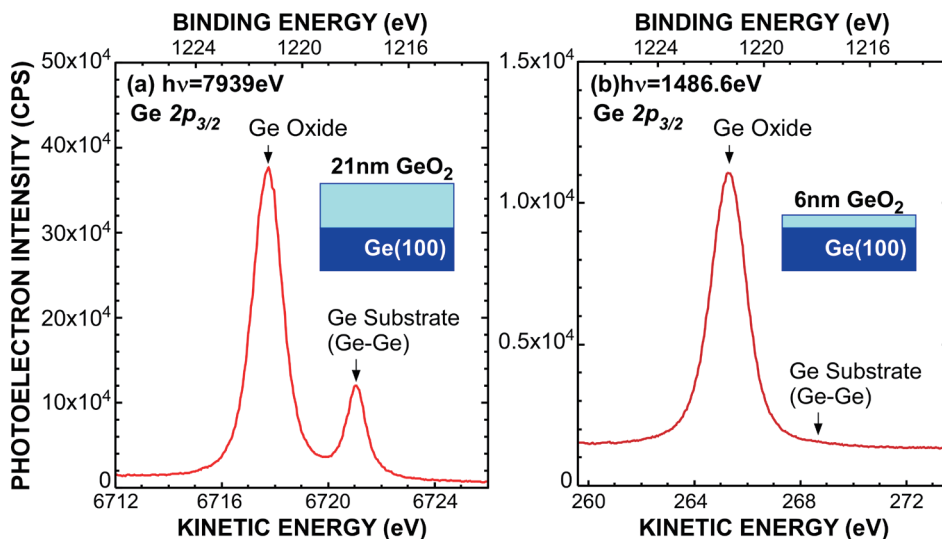 BINDING ENERGY (eV)
1224 1220 1216
PHOTOELECTRON INTENSITY (CPS)
50x10⁴
40x10⁴
30x10⁴
20x10⁴
10x10⁴
0
(a) hν=7939eV
Ge 2p3/2
Ge Oxide
21nm GeO₂
Ge(100)
Ge Substrate
(Ge-Ge)
6712 6716 6720 6724
KINETIC ENERGY (eV)
BINDING ENERGY (eV)
1224 1220 1216
1.5x10⁴
1.0x10⁴
0.5x10⁴
0
(b)hν=1486.6eV
Ge 2p3/2
Ge Oxide
6nm GeO₂
Ge(100)
Ge Substrate
(Ge-Ge)
260 264 268 272
KINETIC ENERGY (eV)